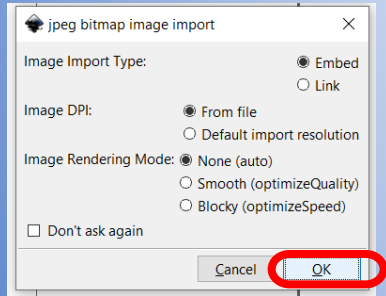 jpeg bitmap image import
Image Import Type:
Embed
Link
Image DPI:
From file
Default import resolution
Image Rendering Mode:
None (auto)
Smooth (optimizeQuality)
Blocky (optimizeSpeed)
Don't ask again
Cancel
OK